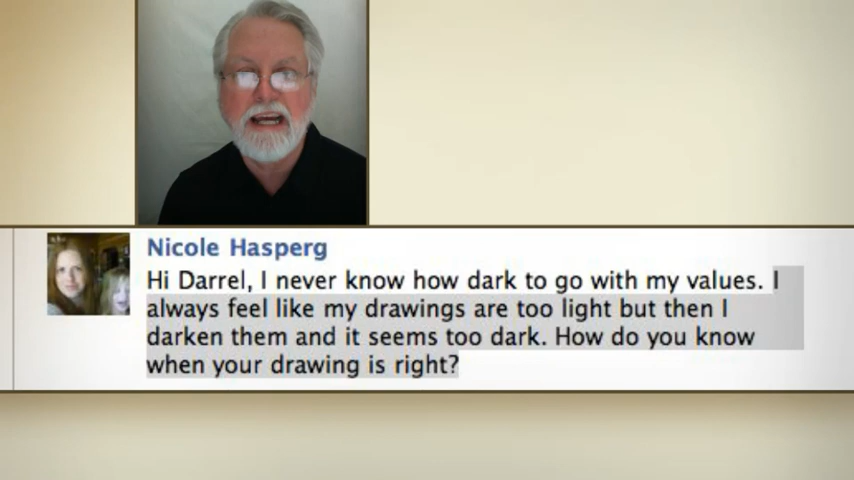 Nicole Hasperg
Hi Darrel, I never know how dark to go with my values. I
always feel like my drawings are too light but then I
darken them and it seems too dark. How do you know
when your drawing is right?